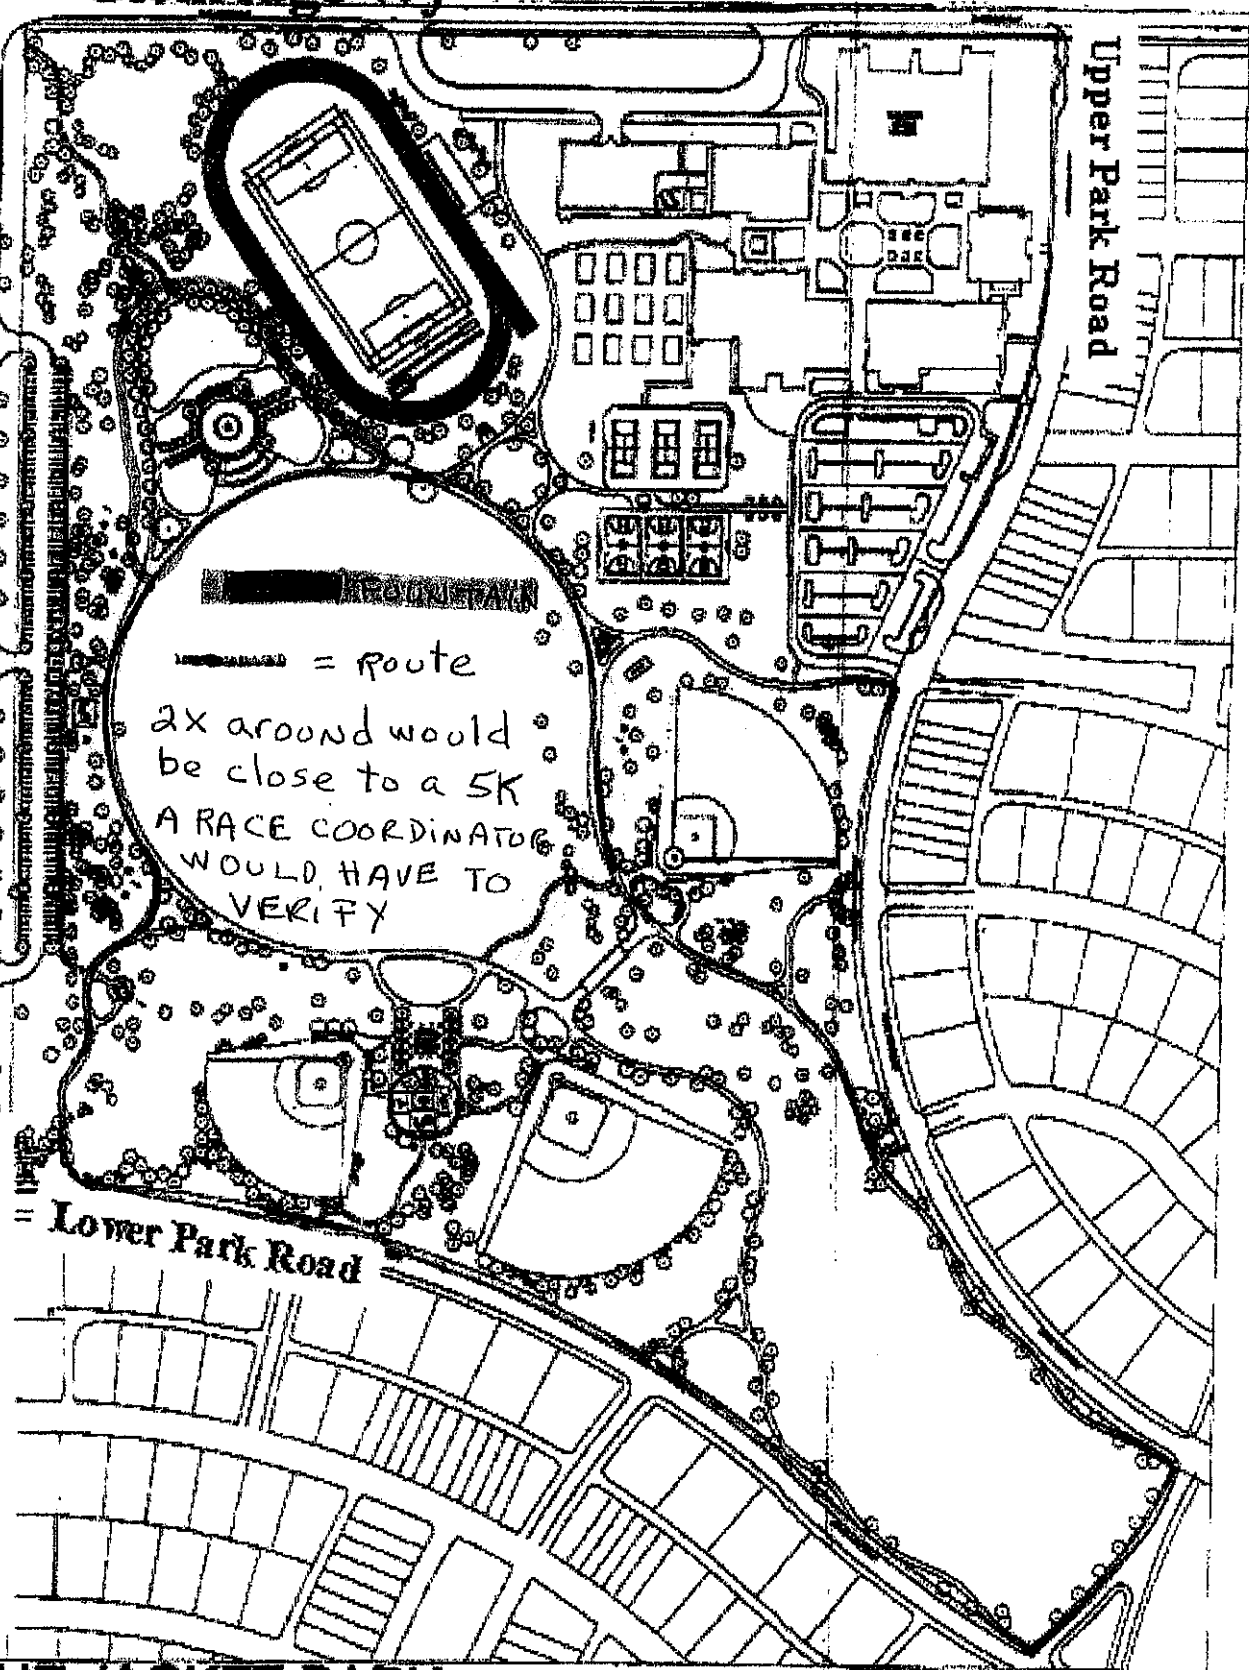 Upper Park Road
FOUNTAIN
= Route
2x around would
be close to a 5K
A RACE COORDINATOR
WOULD HAVE TO
VERIFY
Lower Park Road